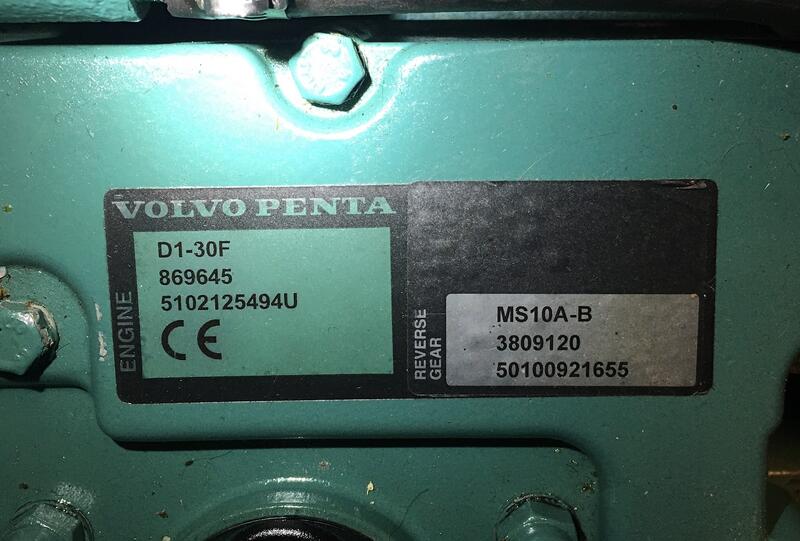 VOLVO PENTA
ENGINE
D1-30F
869645
5102125494U
CE
REVERSE
GEAR
MS10A-B
3809120
50100921655